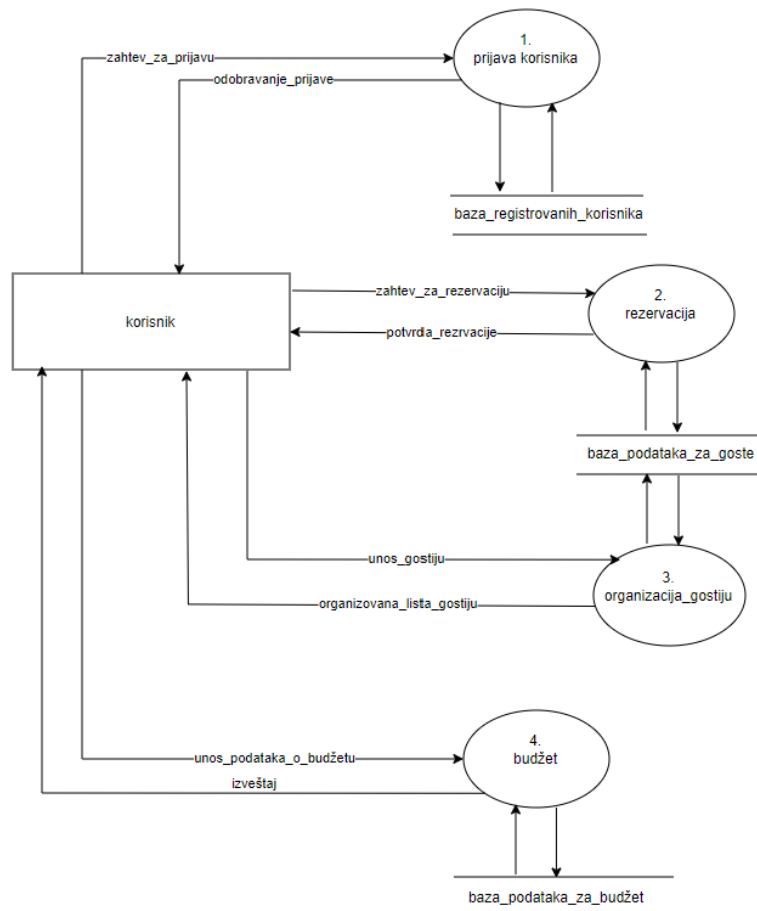 1.
prijava korisnika
zahtev_za_prijavu
odobravanje_prijave
baza_registrovanih_korisnika
korisnik
zahtev_za_rezervaciju
2.
rezervacija
potvrdla_rezrvacije
baza_podataka_za_goste
unos_gostiju
3.
organizacija_gostiju
organizovana_lista_gostiju
4.
budžet
unos_podataka_o_budžetu
izveštaj
baza_podataka_za_budžet